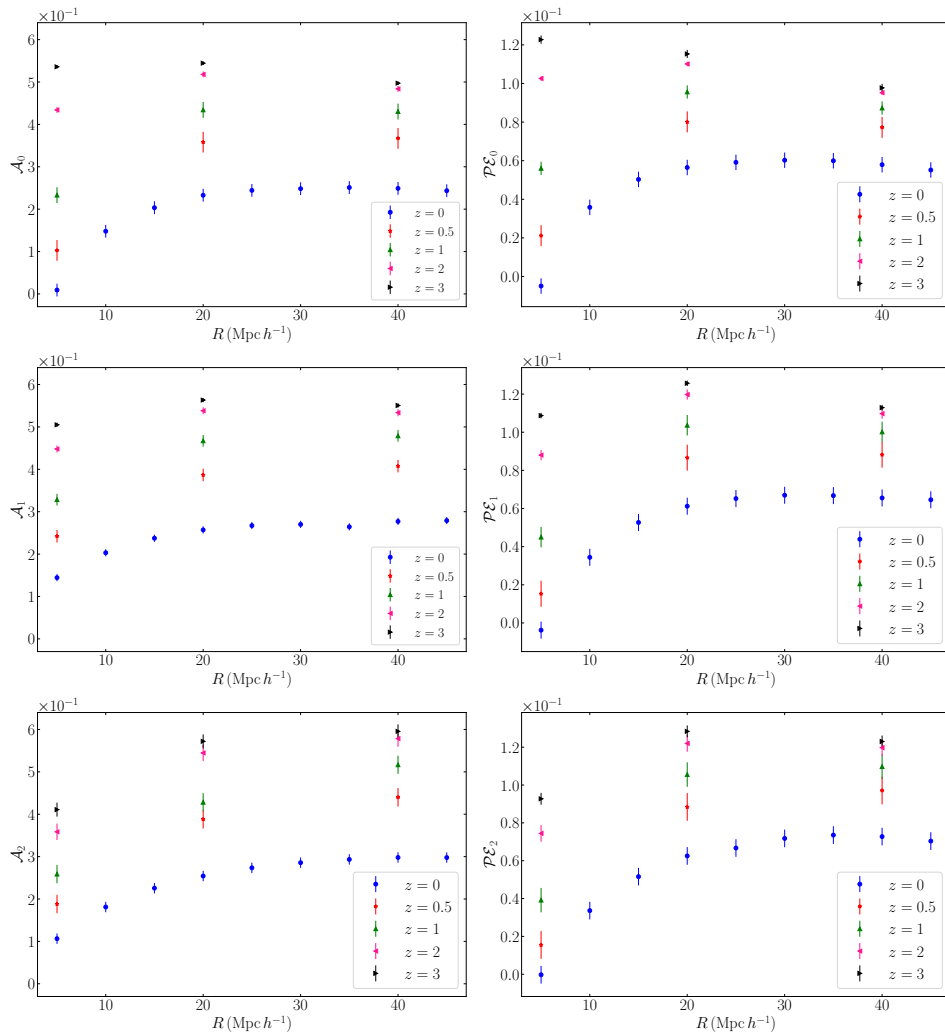 ×10⁻¹ ×10⁻¹
6 1.2
5 1.0
4 0.8
3 0.6
2 0.4
1 0.2
0 0.0
𝒜₀ 𝒫ℰ₀
z = 0
z = 0.5
z = 1
z = 2
z = 3
z = 0
z = 0.5
z = 1
z = 2
z = 3
10 20 30 40 10 20 30 40
R (Mpc h⁻¹) R (Mpc h⁻¹)
×10⁻¹ ×10⁻¹
6 1.2
5 1.0
4 0.8
3 0.6
2 0.4
1 0.2
0 0.0
𝒜₁ 𝒫ℰ₁
z = 0
z = 0.5
z = 1
z = 2
z = 3
z = 0
z = 0.5
z = 1
z = 2
z = 3
10 20 30 40 10 20 30 40
R (Mpc h⁻¹) R (Mpc h⁻¹)
×10⁻¹ ×10⁻¹
6 1.2
5 1.0
4 0.8
3 0.6
2 0.4
1 0.2
0 0.0
𝒜₂ 𝒫ℰ₂
z = 0
z = 0.5
z = 1
z = 2
z = 3
z = 0
z = 0.5
z = 1
z = 2
z = 3
10 20 30 40 10 20 30 40
R (Mpc h⁻¹) R (Mpc h⁻¹)